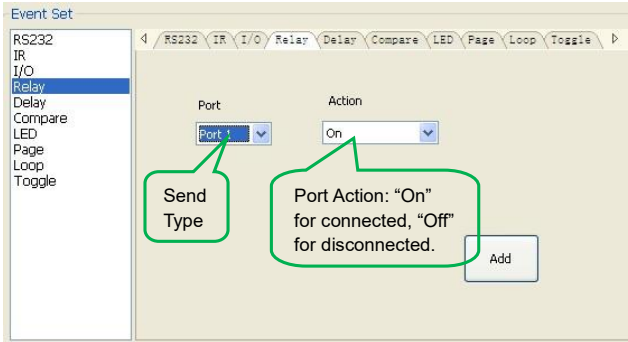 Event Set
RS232
IR
I/O
Relay
Delay
Compare
LED
Page
Loop
Toggle
RS232 IR I/O Relay Delay Compare LED Page Loop Toggle
Port Action
Port 1 On
Send
Type
Port Action: “On”
for connected, “Off”
for disconnected.
Add